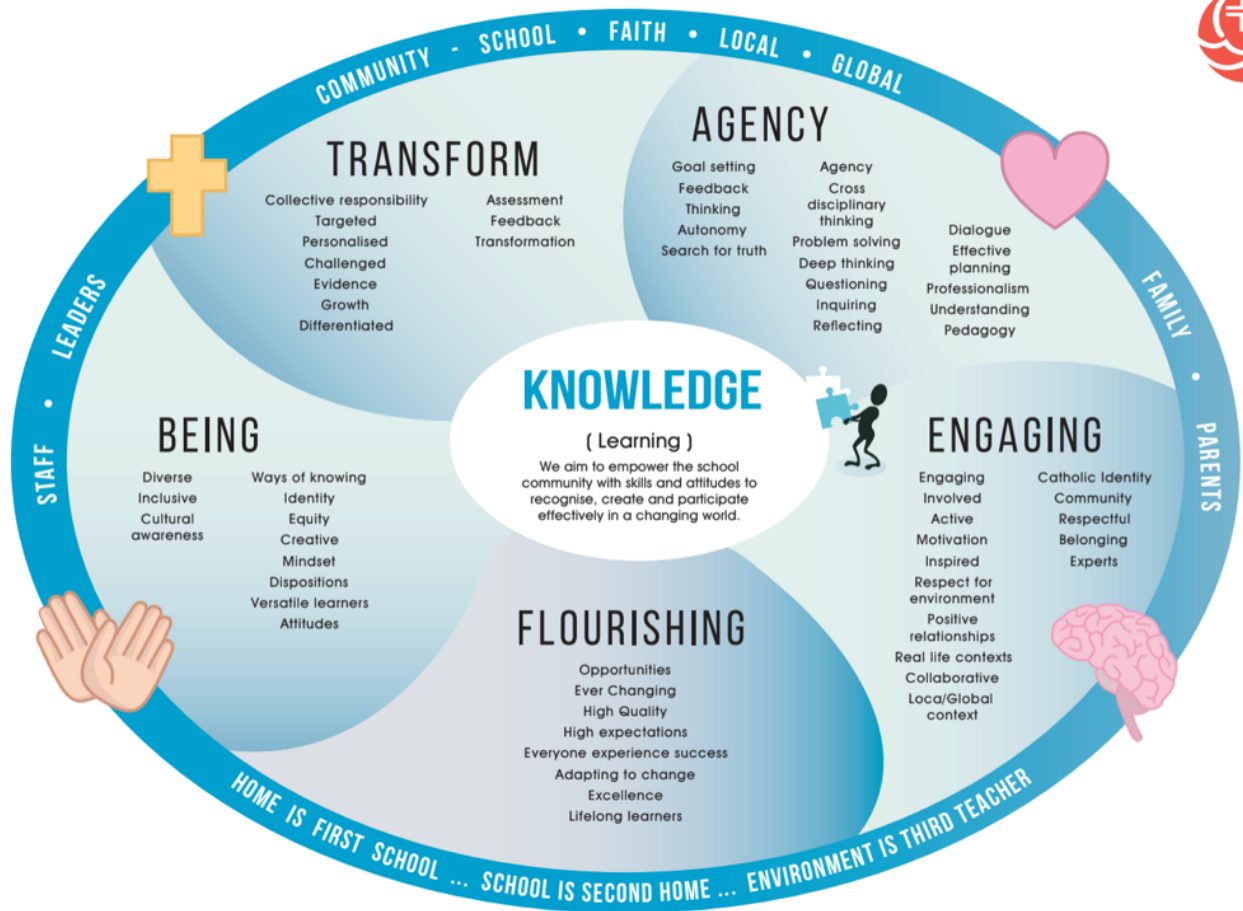 COMMUNITY - SCHOOL • FAITH • LOCAL • GLOBAL
TRANSFORM
Collective responsibility
Targeted
Personalised
Challenged
Evidence
Growth
Differentiated
Assessment
Feedback
Transformation
AGENCY
Goal setting
Feedback
Thinking
Autonomy
Search for truth
Agency
Cross
disciplinary
thinking
Problem solving
Deep thinking
Questioning
Inquiring
Reflecting
Dialogue
Effective
planning
Professionalism
Understanding
Pedagogy
FAMILY • PARENTS
STAFF • LEADERS
KNOWLEDGE
( Learning )
We aim to empower the school
community with skills and attitudes to
recognise, create and participate
effectively in a changing world.
BEING
Diverse
Inclusive
Cultural
awareness
Ways of knowing
Identity
Equity
Creative
Mindset
Dispositions
Versatile learners
Attitudes
ENGAGING
Engaging
Involved
Active
Motivation
Inspired
Respect for
environment
Positive
relationships
Real life contexts
Collaborative
Loca/Global
context
Catholic Identity
Community
Respectful
Belonging
Experts
FLOURISHING
Opportunities
Ever Changing
High Quality
High expectations
Everyone experience success
Adapting to change
Excellence
Lifelong learners
HOME IS FIRST SCHOOL ... SCHOOL IS SECOND HOME ... ENVIRONMENT IS THIRD TEACHER